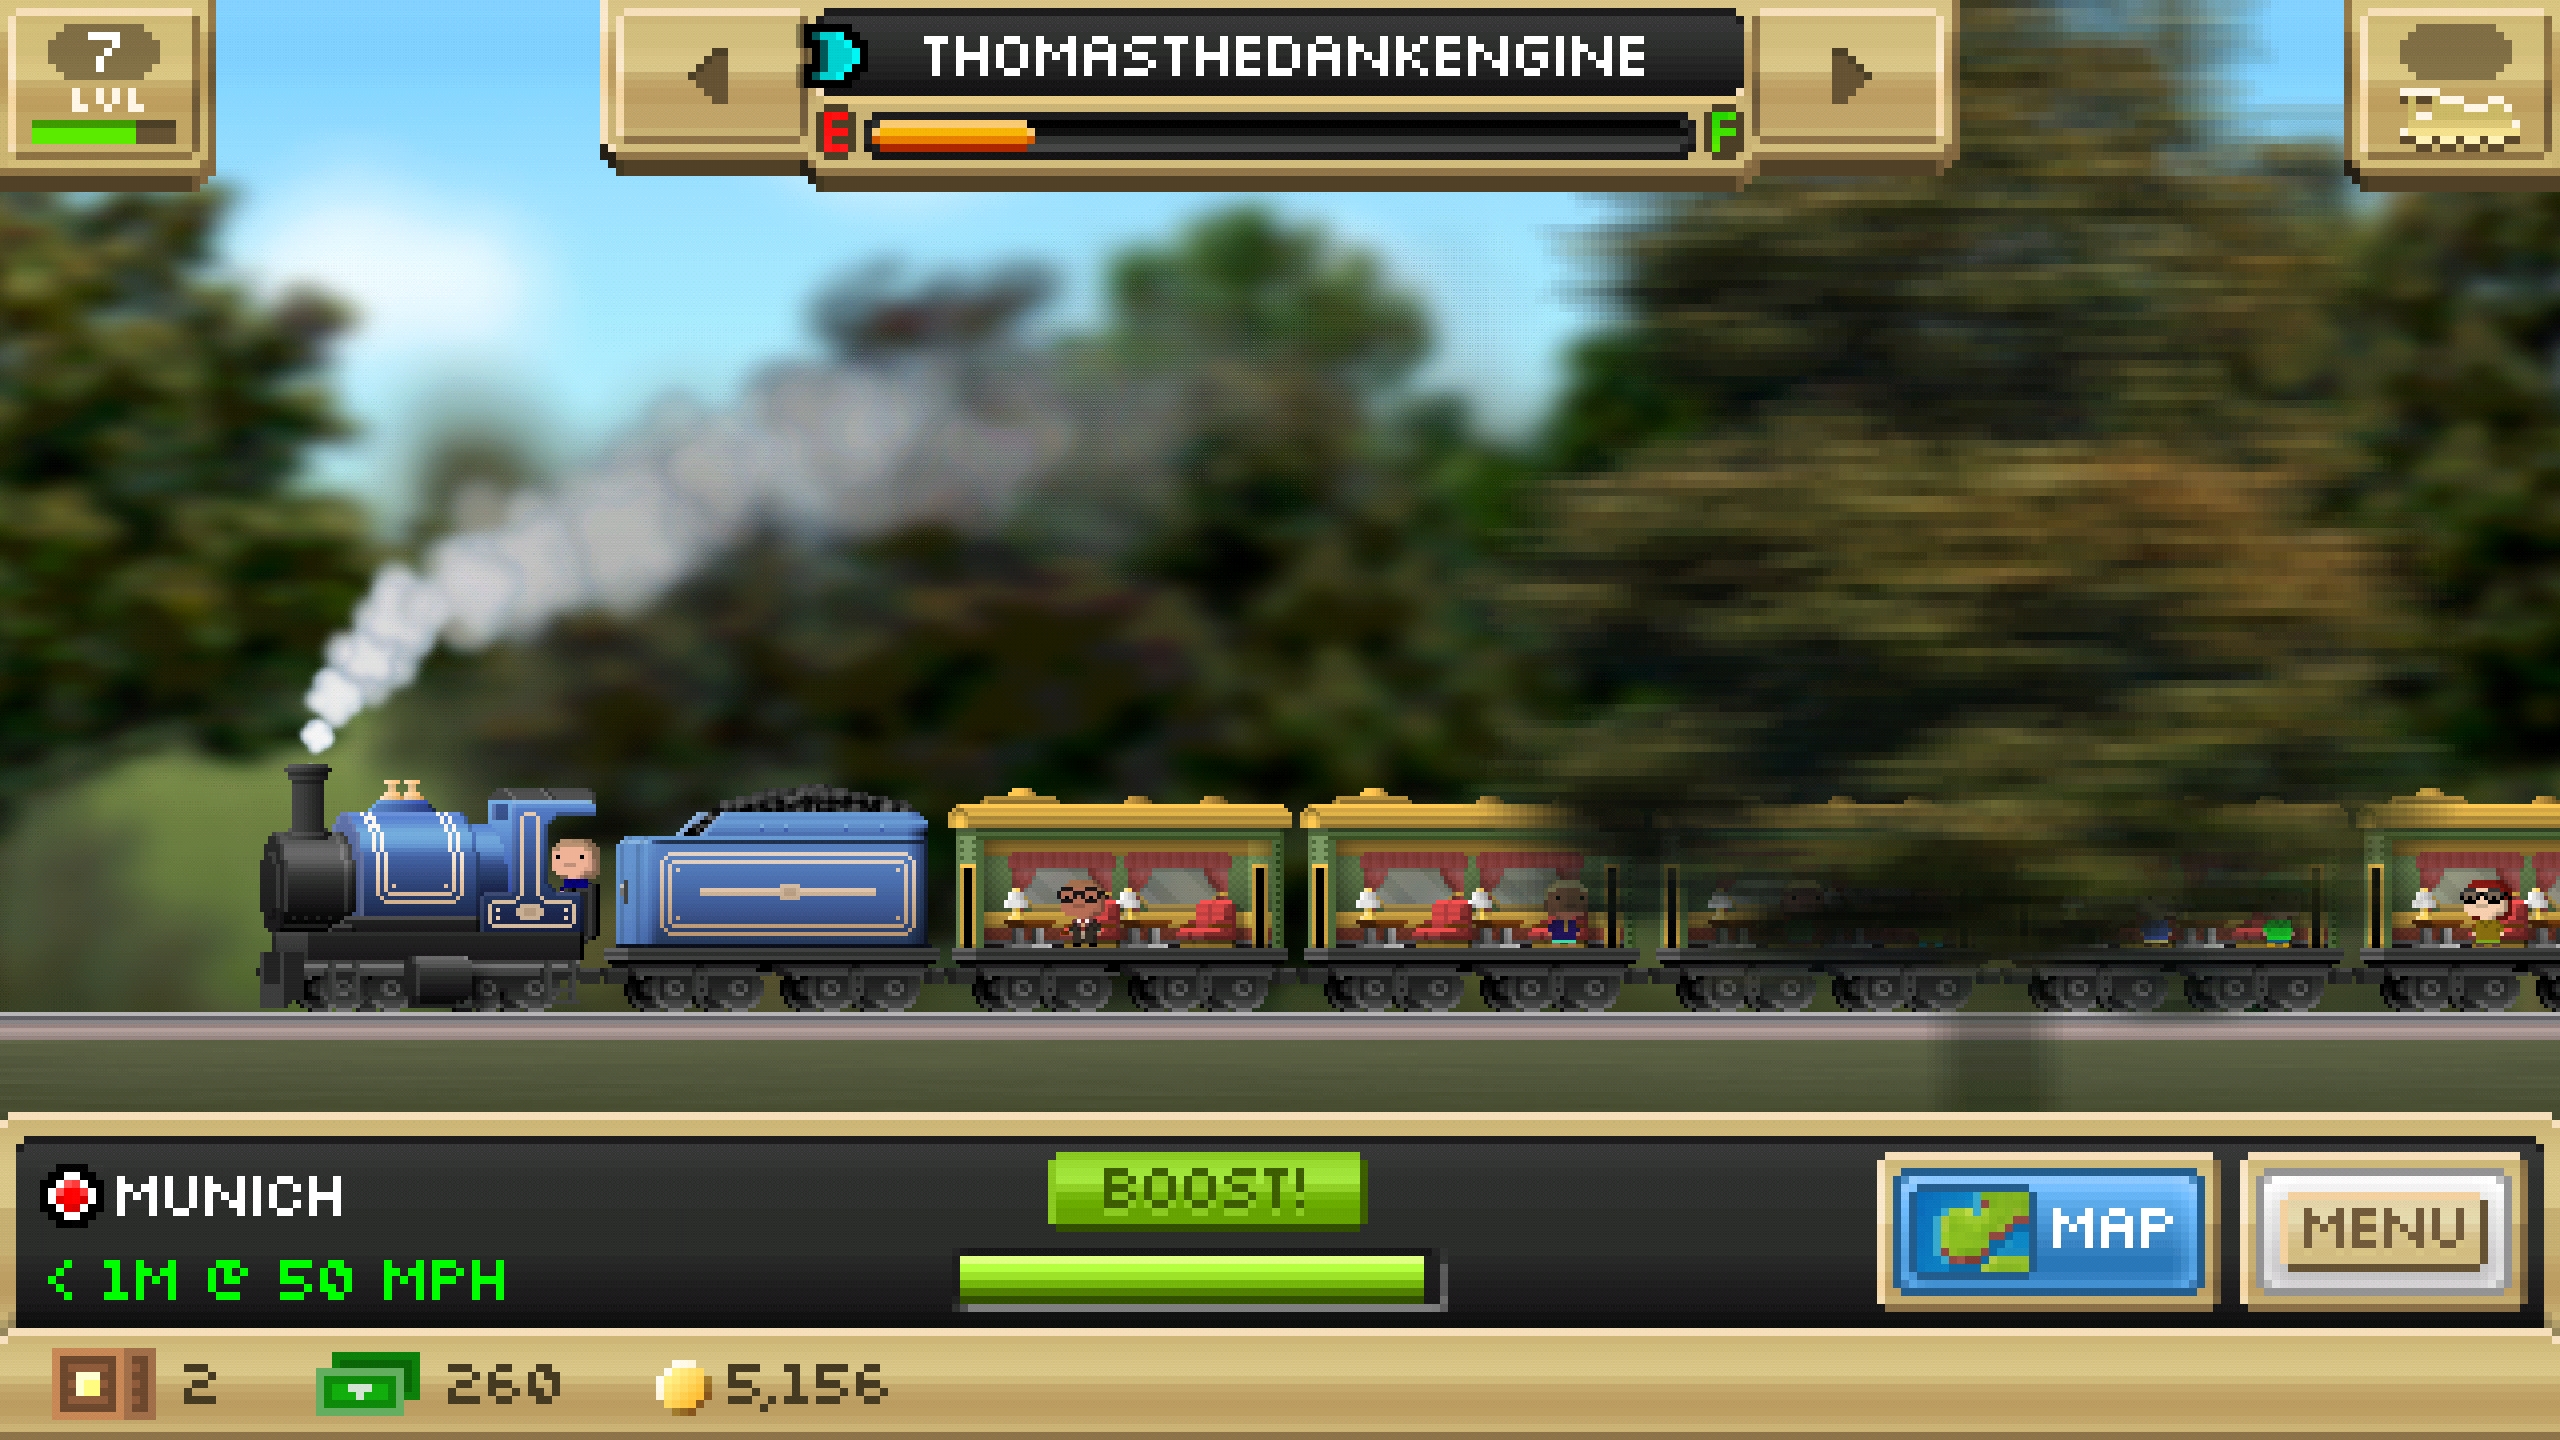 7
LVL
THOMASTHEDANKENGINE
E F
MUNICH
< 1M @ 50 MPH
BOOST!
MAP
MENU
2 260 5,156